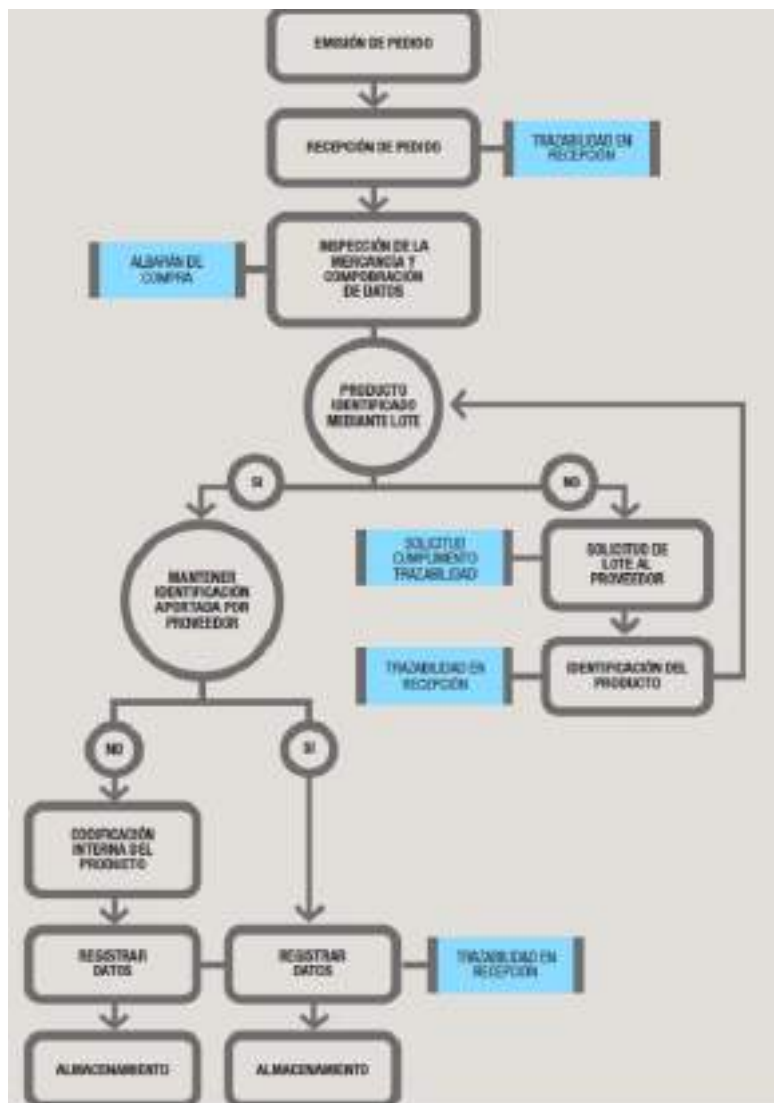 EMISIÓN DE PEDIDO
RECEPCIÓN DE PEDIDO
TRAZABILIDAD EN
RECEPCIÓN
ALBARÁN DE
COMPRA
INSPECCIÓN DE LA
MERCANCÍA Y
COMPOBRACIÓN
DE DATOS
PRODUCTO
IDENTIFICADO
MEDIANTE LOTE
SI
NO
MANTENER
IDENTIFICACIÓN
APORTADA POR
PROVEEDOR
SOLICITUD
CUMPLIMENTO
TRAZABILIDAD
SOLICITUD DE
LOTE AL
PROVEEDOR
TRAZABILIDAD EN
RECEPCIÓN
IDENTIFICACIÓN DEL
PRODUCTO
NO
SI
CODIFICACIÓN
INTERNA DEL
PRODUCTO
REGISTRAR
DATOS
REGISTRAR
DATOS
TRAZABILIDAD EN
RECEPCIÓN
ALMACENAMIENTO
ALMACENAMIENTO